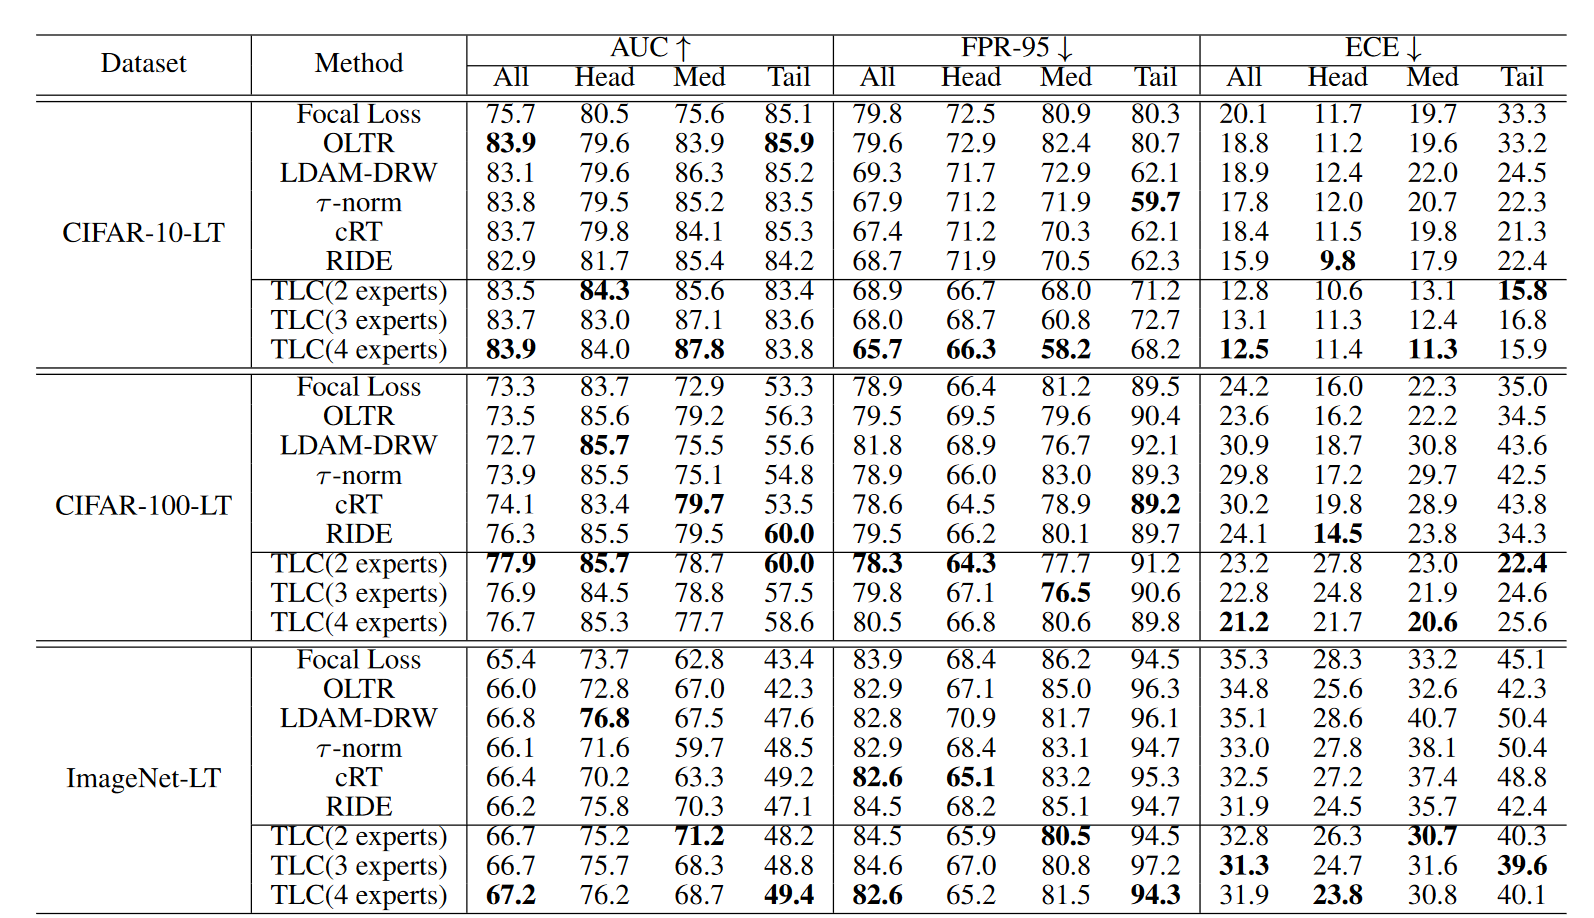 Dataset Method AUC ↑ FPR-95 ↓ ECE ↓
All Head Med Tail All Head Med Tail All Head Med Tail
Focal Loss 75.7 80.5 75.6 85.1 79.8 72.5 80.9 80.3 20.1 11.7 19.7 33.3
OLTR 83.9 79.6 83.9 85.9 79.6 72.9 82.4 80.7 18.8 11.2 19.6 33.2
LDAM-DRW 83.1 79.6 86.3 85.2 69.3 71.7 72.9 62.1 18.9 12.4 22.0 24.5
τ-norm 83.8 79.5 85.2 83.5 67.9 71.2 71.9 59.7 17.8 12.0 20.7 22.3
CIFAR-10-LT cRT 83.7 79.8 84.1 85.3 67.4 71.2 70.3 62.1 18.4 11.5 19.8 21.3
RIDE 82.9 81.7 85.4 84.2 68.7 71.9 70.5 62.3 15.9 9.8 17.9 22.4
TLC(2 experts) 83.5 84.3 85.6 83.4 68.9 66.7 68.0 71.2 12.8 10.6 13.1 15.8
TLC(3 experts) 83.7 83.0 87.1 83.6 68.0 68.7 60.8 72.7 13.1 11.3 12.4 16.8
TLC(4 experts) 83.9 84.0 87.8 83.8 65.7 66.3 58.2 68.2 12.5 11.4 11.3 15.9
Focal Loss 73.3 83.7 72.9 53.3 78.9 66.4 81.2 89.5 24.2 16.0 22.3 35.0
OLTR 73.5 85.6 79.2 56.3 79.5 69.5 79.6 90.4 23.6 16.2 22.2 34.5
LDAM-DRW 72.7 85.7 75.5 55.6 81.8 68.9 76.7 92.1 30.9 18.7 30.8 43.6
τ-norm 73.9 85.5 75.1 54.8 78.9 66.0 83.0 89.3 29.8 17.2 29.7 42.5
CIFAR-100-LT cRT 74.1 83.4 79.7 53.5 78.6 64.5 78.9 89.2 30.2 19.8 28.9 43.8
RIDE 76.3 85.5 79.5 60.0 79.5 66.2 80.1 89.7 24.1 14.5 23.8 34.3
TLC(2 experts) 77.9 85.7 78.7 60.0 78.3 64.3 77.7 91.2 23.2 27.8 23.0 22.4
TLC(3 experts) 76.9 84.5 78.8 57.5 79.8 67.1 76.5 90.6 22.8 24.8 21.9 24.6
TLC(4 experts) 76.7 85.3 77.7 58.6 80.5 66.8 80.6 89.8 21.2 21.7 20.6 25.6
Focal Loss 65.4 73.7 62.8 43.4 83.9 68.4 86.2 94.5 35.3 28.3 33.2 45.1
OLTR 66.0 72.8 67.0 42.3 82.9 67.1 85.0 96.3 34.8 25.6 32.6 42.3
LDAM-DRW 66.8 76.8 67.5 47.6 82.8 70.9 81.7 96.1 35.1 28.6 40.7 50.4
τ-norm 66.1 71.6 59.7 48.5 82.9 68.4 83.1 94.7 33.0 27.8 38.1 50.4
ImageNet-LT cRT 66.4 70.2 63.3 49.2 82.6 65.1 83.2 95.3 32.5 27.2 37.4 48.8
RIDE 66.2 75.8 70.3 47.1 84.5 68.2 85.1 94.7 31.9 24.5 35.7 42.4
TLC(2 experts) 66.7 75.2 71.2 48.2 84.5 65.9 80.5 94.5 32.8 26.3 30.7 40.3
TLC(3 experts) 66.7 75.7 68.3 48.8 84.6 67.0 80.8 97.2 31.3 24.7 31.6 39.6
TLC(4 experts) 67.2 76.2 68.7 49.4 82.6 65.2 81.5 94.3 31.9 23.8 30.8 40.1